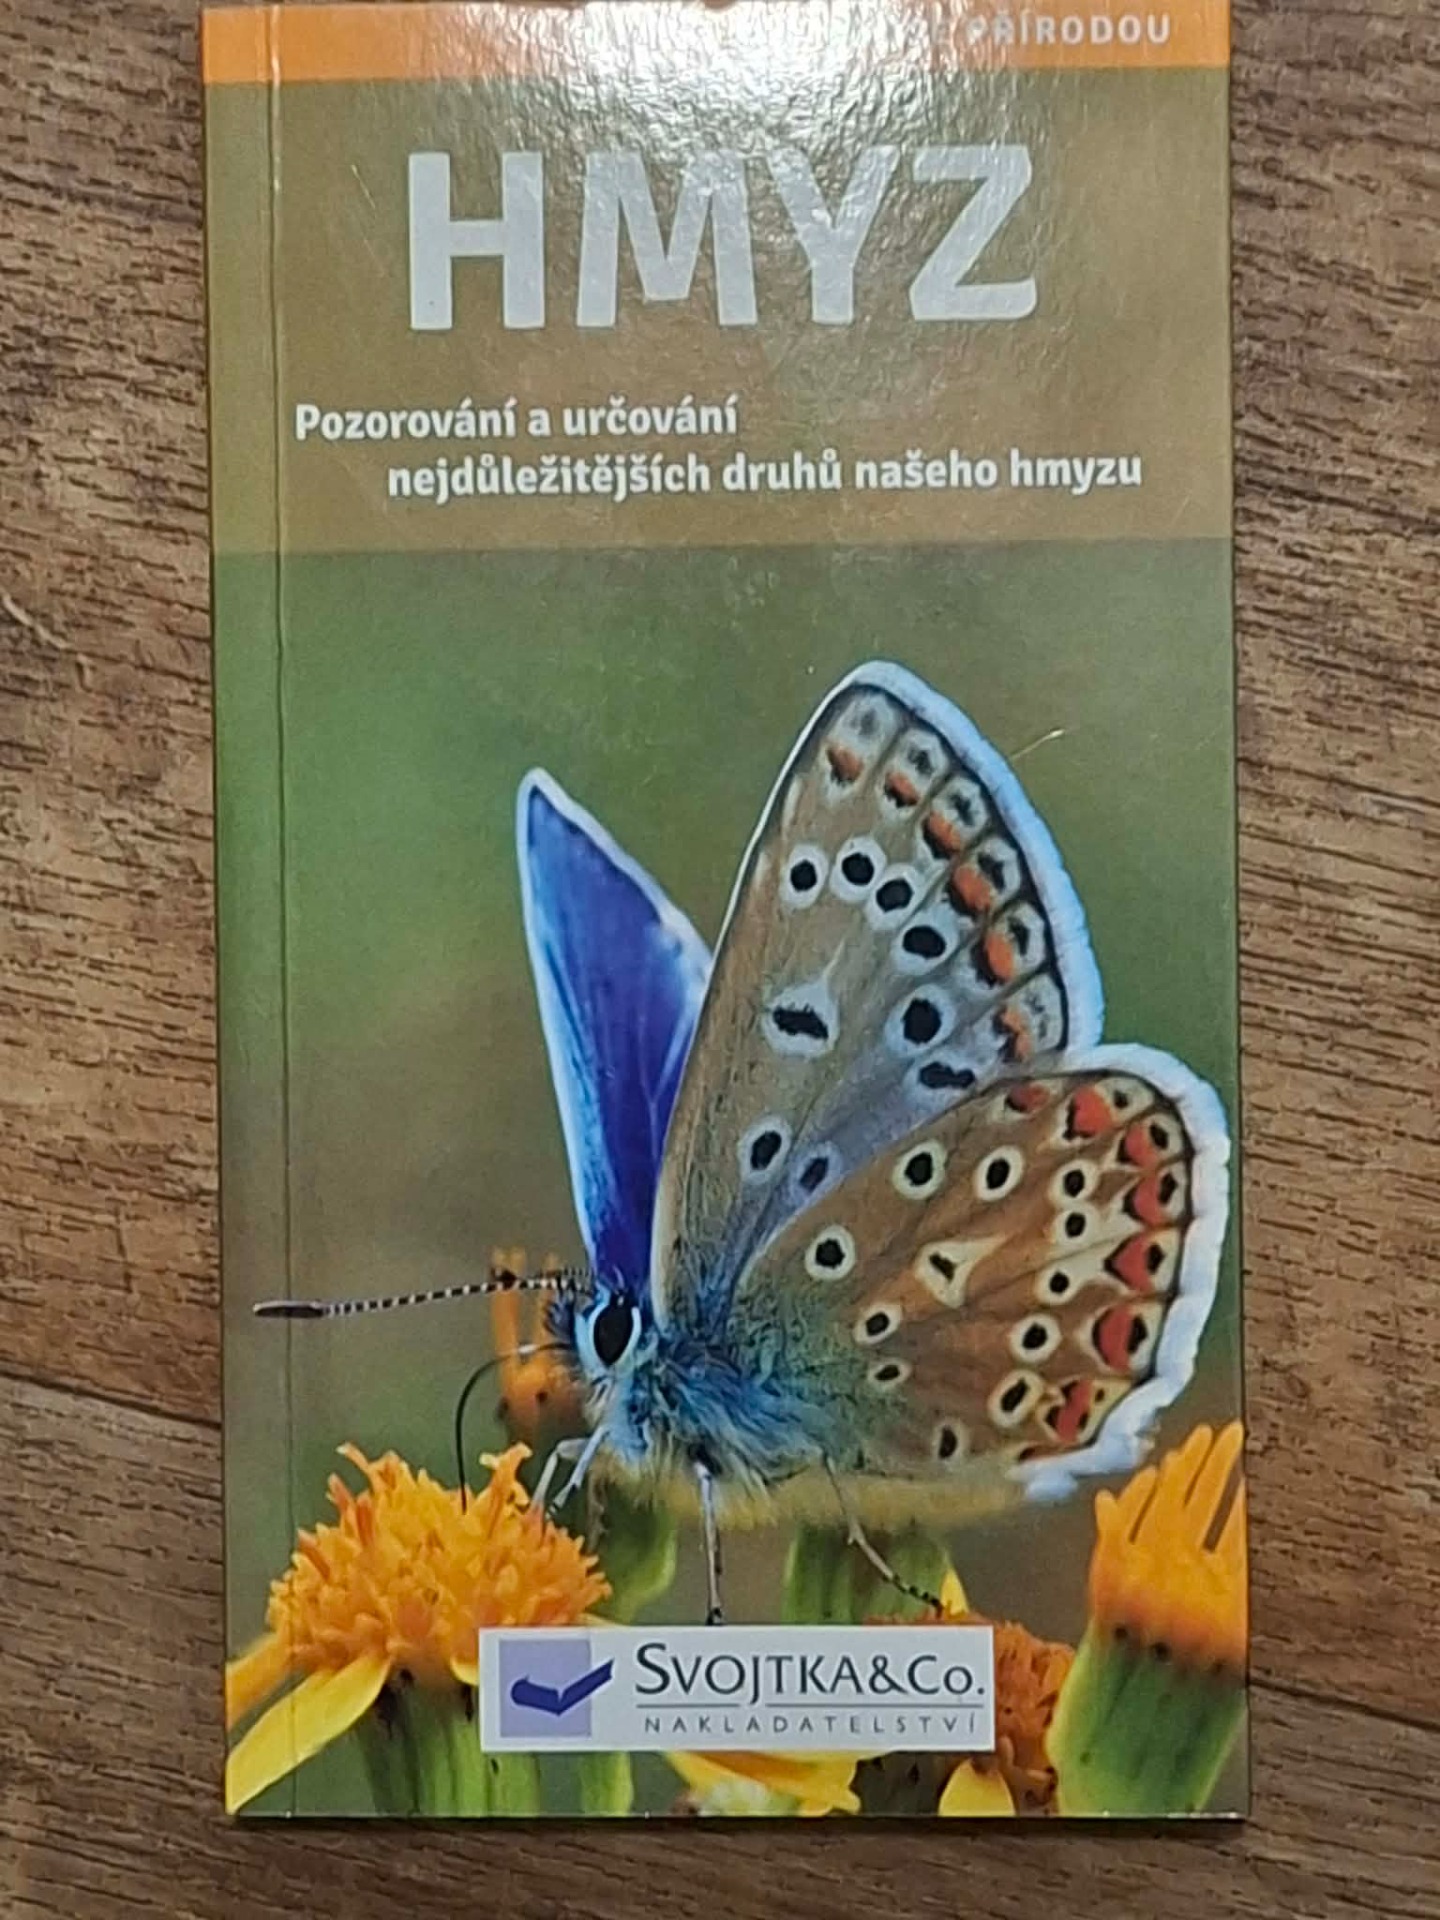 PŘÍRODOU
HMYZ
Pozorování a určování
nejdůležitějších druhů našeho hmyzu
SVOJTKA&CO.
NAKLADATELSTVÍ